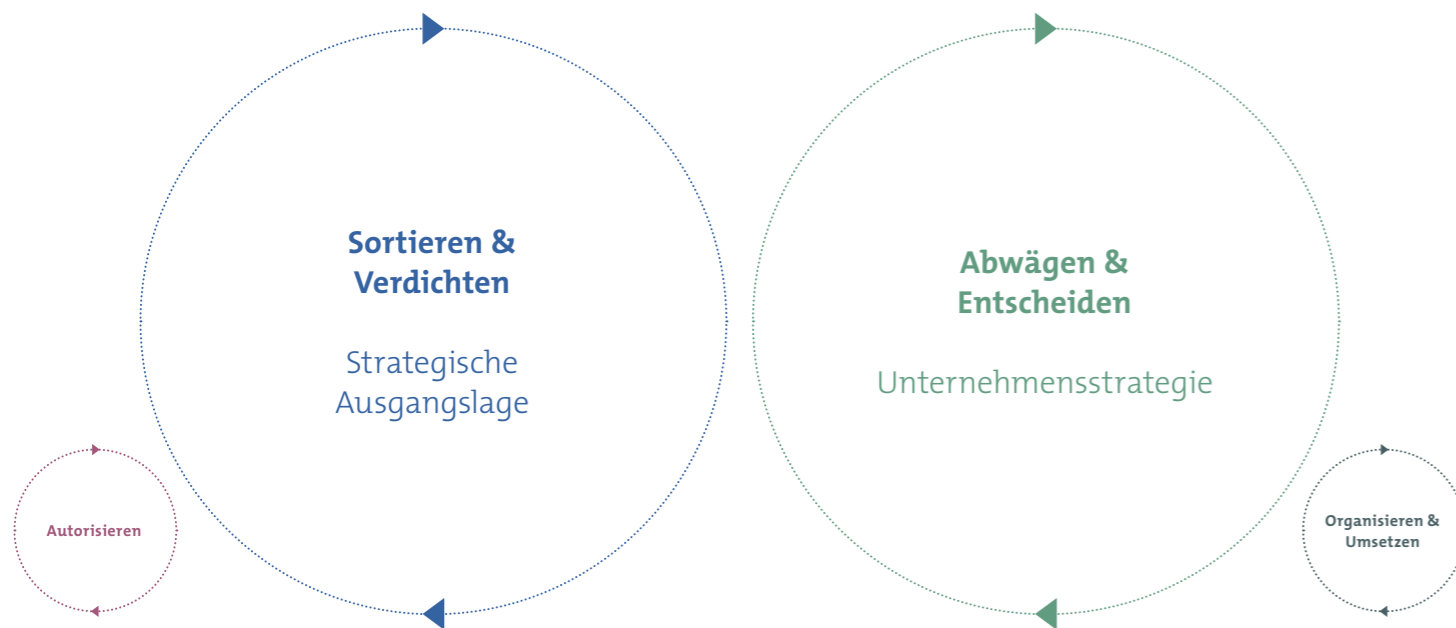 Sortieren &
Verdichten
Strategische
Ausgangslage
Abwägen &
Entscheiden
Unternehmensstrategie
Autorisieren
Organisieren &
Umsetzen